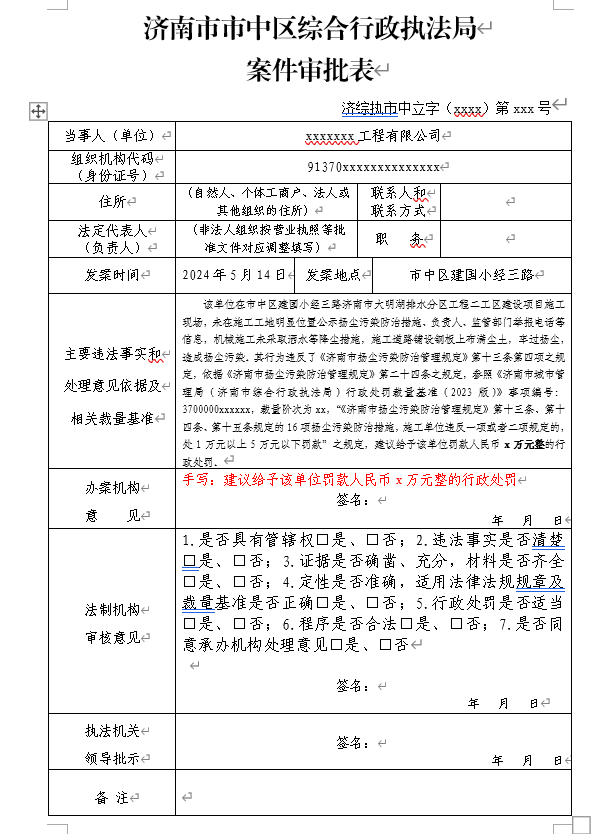 济南市市中区综合行政执法局
案件审批表
济综执市中立字（xxxx）第 xxx 号
当事人（单位）
xxxxxxx 工程有限公司
组织机构代码
（身份证号）
91370xxxxxxxxxxxxxx
住所
（自然人、个体工商户、法人或
其他组织的住所）
联系人和
联系方式
法定代表人
（负责人）
（非法人组织按营业执照等批
准文件对应调整填写）
职 务
发案时间
2024 年 5 月 14 日
发案地点
市中区建国小经三路
主要违法事实和
处理意见依据及
相关裁量基准
该单位在市中区建国小经三路济南市大明湖排水分区工程二工区建设项目施工
现场，未在施工工地明显位置公示扬尘污染防治措施、负责人、监管部门举报电话等
信息，机械施工未采取洒水等降尘措施，施工道路铺设钢板上布满尘土，车过扬尘，
造成扬尘污染。其行为违反了《济南市扬尘污染防治管理规定》第十三条第四项之规
定，依据《济南市扬尘污染防治管理规定》第二十四条之规定，参照《济南市城市管
理局（济南市综合行政执法局）行政处罚裁量基准（2023 版）》事项编号：
3700000xxxxxx，裁量阶次为 xx，“《济南市扬尘污染防治管理规定》第十三条、第十
四条、第十五条规定的 16 项扬尘污染防治措施，施工单位违反一项或者二项规定的，
处 1 万元以上 5 万元以下罚款”之规定，建议给予该单位罚款人民币 x 万元整的行
政处罚。
办案机构
意 见
手写：建议给予该单位罚款人民币 x 万元整的行政处罚
签名：
年 月 日
法制机构
审核意见
1.是否具有管辖权□是、□否；2.违法事实是否清楚
□是、□否；3.证据是否确凿、充分，材料是否齐全
□是、□否；4.定性是否准确，适用法律法规规章及
裁量基准是否正确□是、□否；5.行政处罚是否适当
□是、□否；6.程序是否合法□是、□否；7.是否同
意承办机构处理意见□是、□否
签名：
年 月 日
执法机关
领导批示
签名：
年 月 日
备 注